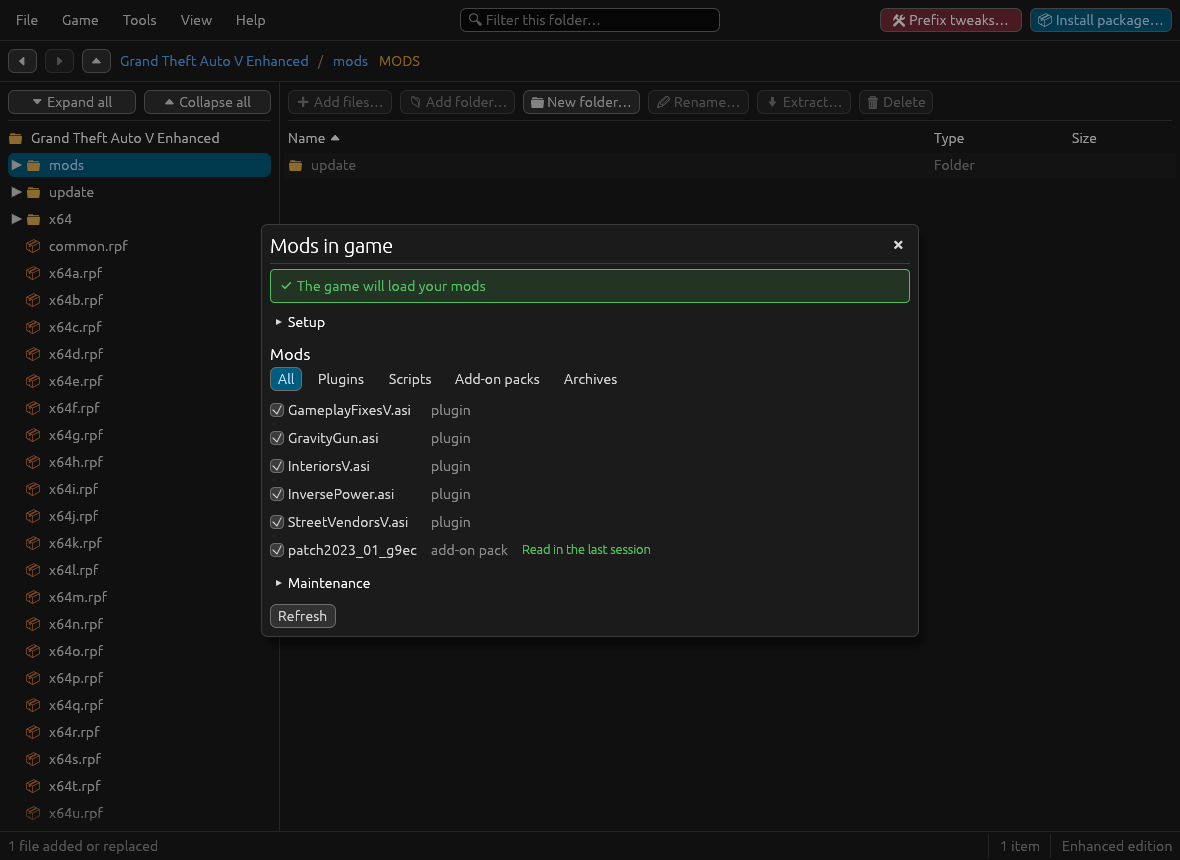 File Game Tools View Help Filter this folder... Prefix tweaks... Install package...
Grand Theft Auto V Enhanced / mods MODS
Expand all Collapse all Add files... Add folder... New folder... Rename... Extract... Delete
Grand Theft Auto V Enhanced Name Type Size
mods update Folder
update
x64
common.rpf
x64a.rpf
x64b.rpf
x64c.rpf
x64d.rpf
x64e.rpf
x64f.rpf
x64g.rpf
x64h.rpf
x64i.rpf
x64j.rpf
x64k.rpf
x64l.rpf
x64m.rpf
x64n.rpf
x64o.rpf
x64p.rpf
x64q.rpf
x64r.rpf
x64s.rpf
x64t.rpf
x64u.rpf
Mods in game
The game will load your mods
Setup
Mods
All Plugins Scripts Add-on packs Archives
GameplayFixesV.asi plugin
GravityGun.asi plugin
InteriorsV.asi plugin
InversePower.asi plugin
StreetVendorsV.asi plugin
patch2023_01_g9ec add-on pack Read in the last session
Maintenance
Refresh
1 file added or replaced 1 item Enhanced edition